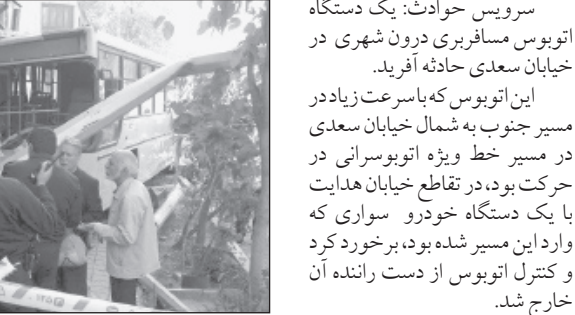 سرویس حوادث: یک دستگاه
اتوبوس مسافربری درون شهری در
خیابان سعدی حادثه آفرید.
این اتوبوس که با سرعت زیاد در
مسیر جنوب به شمال خیابان سعدی
در مسیر خط ویژه اتوبوسرانی در
حرکت بود، در تقاطع خیابان هدایت
با یک دستگاه خودرو سواری که
وارد این مسیر شده بود، برخورد کرد
و کنترل اتوبوس از دست راننده آن
خارج شد.